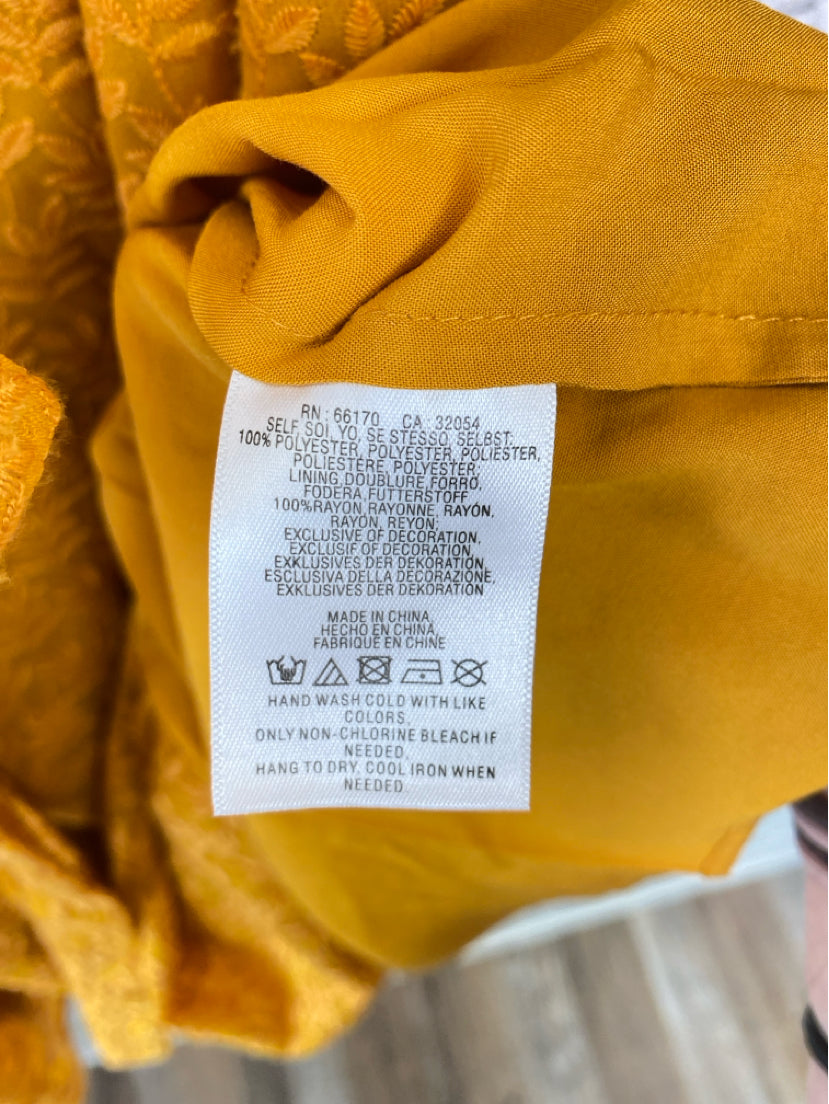 RN : 66170 CA 32054
SELF, SOI, YO, SE STESSO, SELBST:
100% POLYESTER, POLYESTER, POLIESTER,
POLIESTERE, POLYESTER;
LINING,DOUBLURE,FORRO,
FODERA,FUTTERSTOFF
100%RAYON,RAYONNE, RAYÓN,
RAYON, REYON;
EXCLUSIVE OF DECORATION,
EXCLUSIF OF DECORATION,
EXKLUSIVES DER DEKORATION,
ESCLUSIVA DELLA DECORAZIONE,
EXKLUSIVES DER DEKORATION
MADE IN CHINA,
HECHO EN CHINA,
FABRIQUÉ EN CHINE
HAND WASH COLD WITH LIKE
COLORS,
ONLY NON-CHLORINE BLEACH IF
NEEDED,
HANG TO DRY. COOL IRON WHEN
NEEDED.